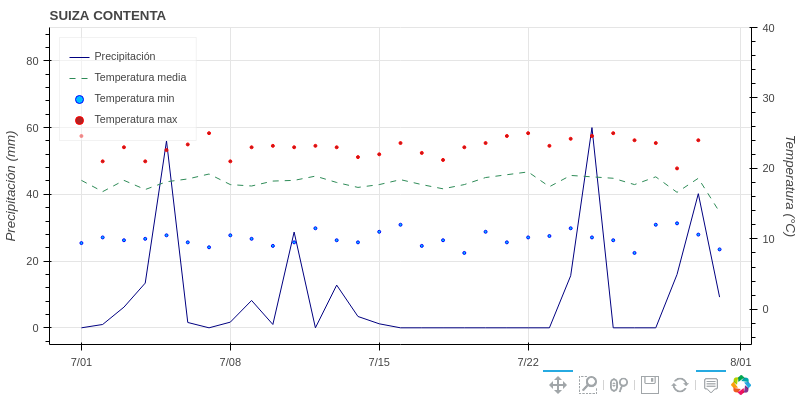 SUIZA CONTENTA
Precipitación
Temperatura media
Temperatura min
Temperatura max
Precipitación (mm)
80
60
40
20
0
Temperatura (°C)
40
30
20
10
0
7/01
7/08
7/15
7/22
8/01